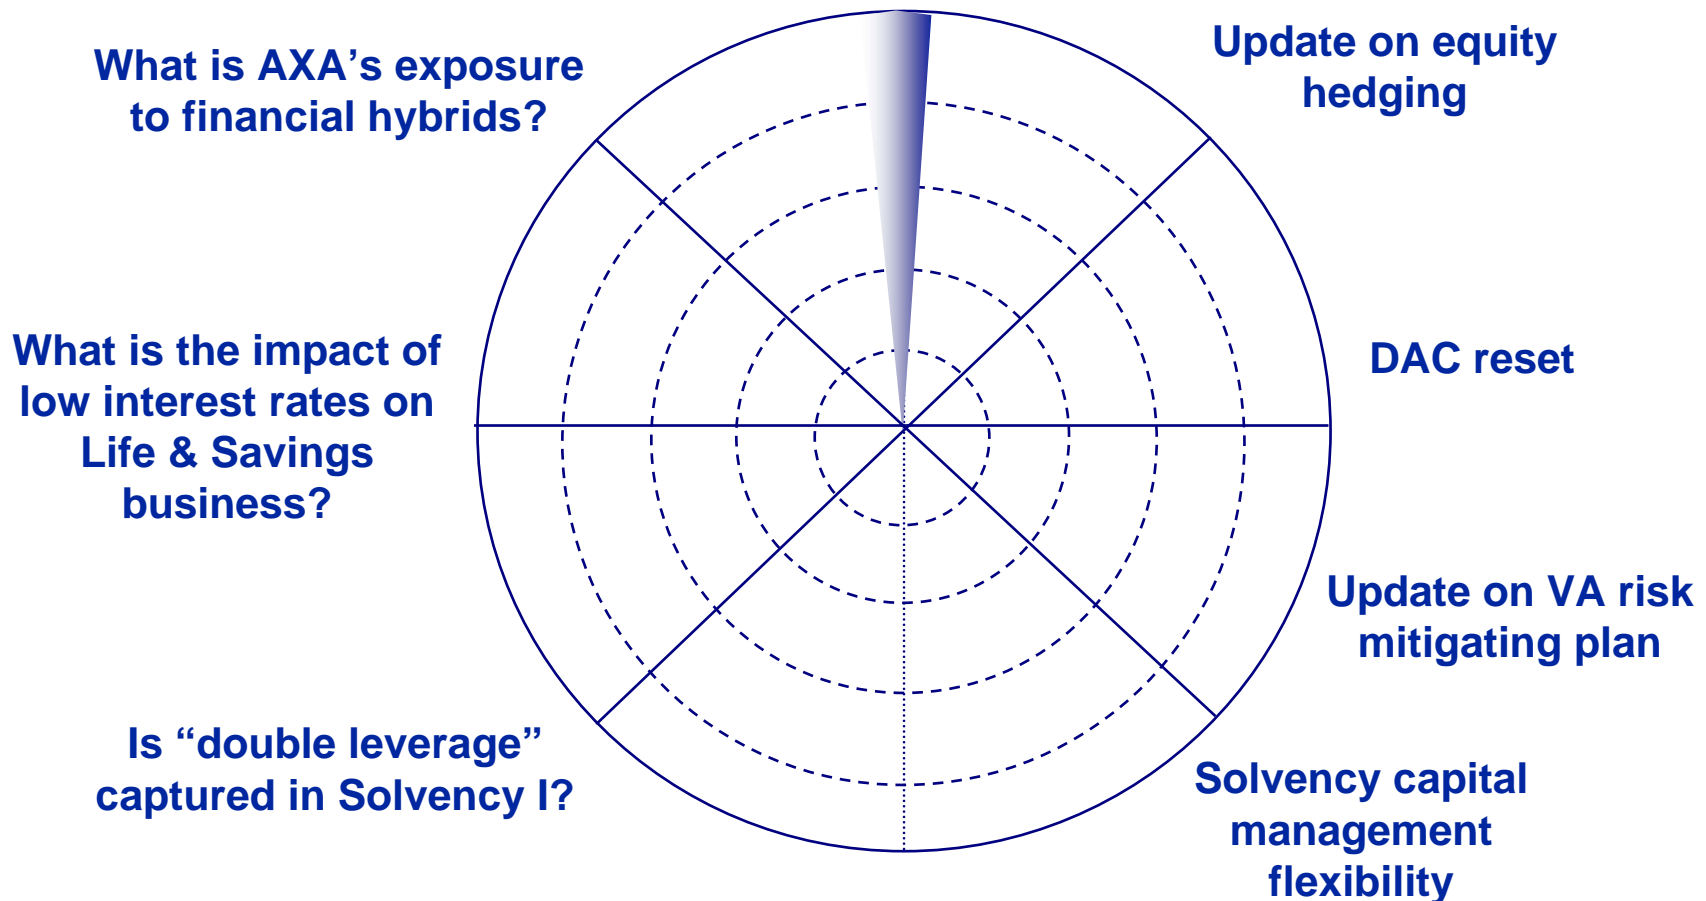 What is AXA’s exposure
to financial hybrids?
Update on equity
hedging
What is the impact of
low interest rates on
Life & Savings
business?
DAC reset
Update on VA risk
mitigating plan
Is “double leverage”
captured in Solvency I?
Solvency capital
management
flexibility